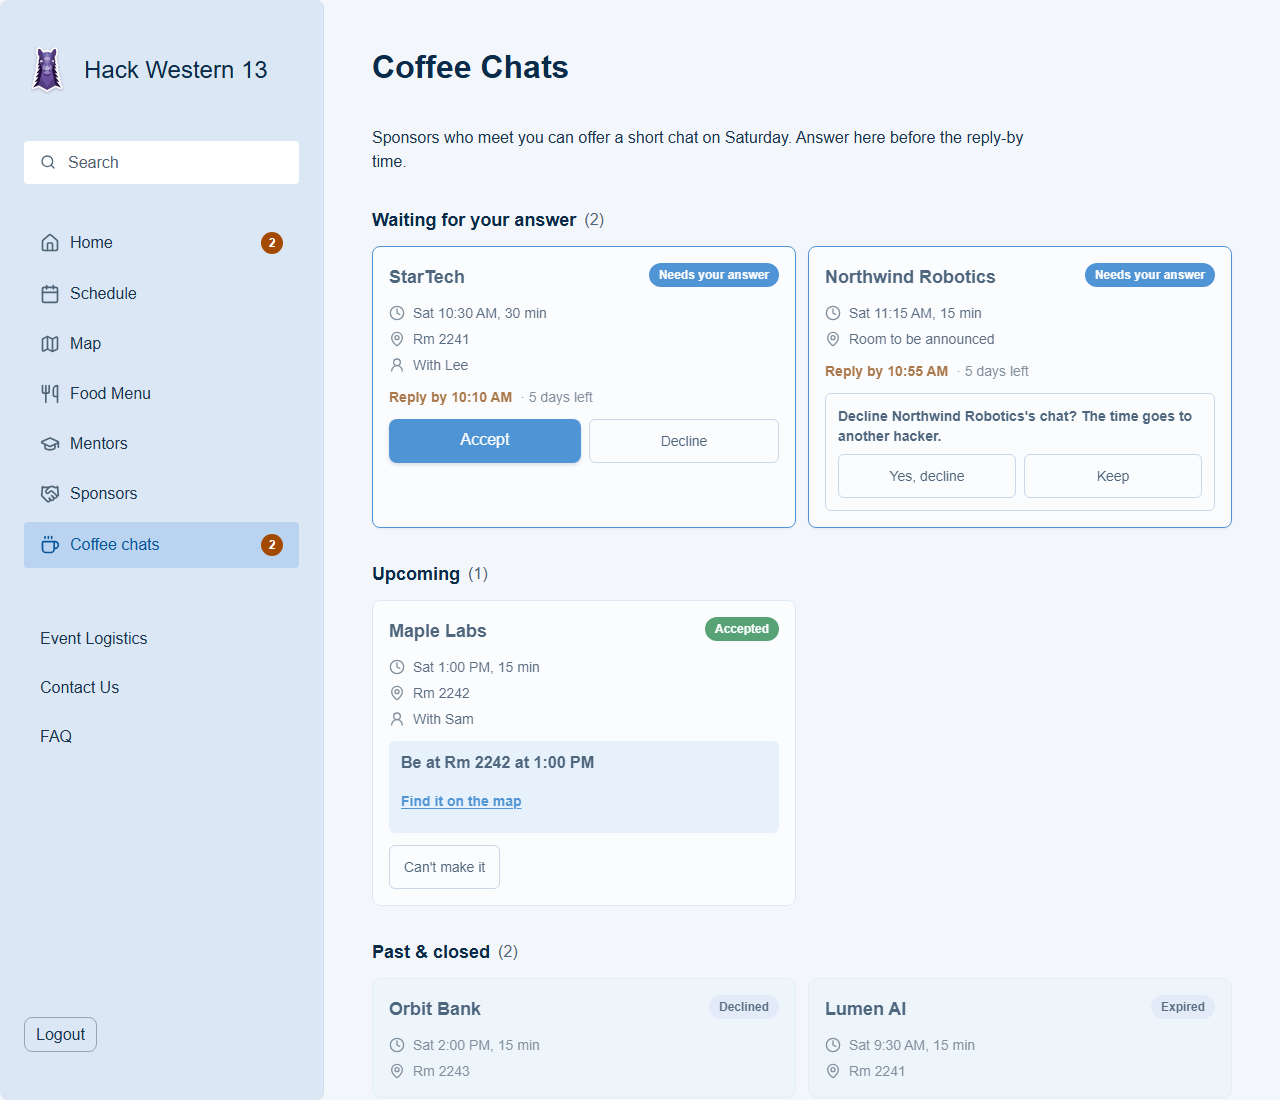 Hack Western 13
Search
Home 2
Schedule
Map
Food Menu
Mentors
Sponsors
Coffee chats 2
Event Logistics
Contact Us
FAQ
Logout
Coffee Chats
Sponsors who meet you can offer a short chat on Saturday. Answer here before the reply-by
time.
Waiting for your answer (2)
StarTech Needs your answer
Sat 10:30 AM, 30 min
Rm 2241
With Lee
Reply by 10:10 AM · 5 days left
Accept Decline
Northwind Robotics Needs your answer
Sat 11:15 AM, 15 min
Room to be announced
Reply by 10:55 AM · 5 days left
Decline Northwind Robotics's chat? The time goes to
another hacker.
Yes, decline Keep
Upcoming (1)
Maple Labs Accepted
Sat 1:00 PM, 15 min
Rm 2242
With Sam
Be at Rm 2242 at 1:00 PM
Find it on the map
Can't make it
Past & closed (2)
Orbit Bank Declined
Sat 2:00 PM, 15 min
Rm 2243
Lumen AI Expired
Sat 9:30 AM, 15 min
Rm 2241